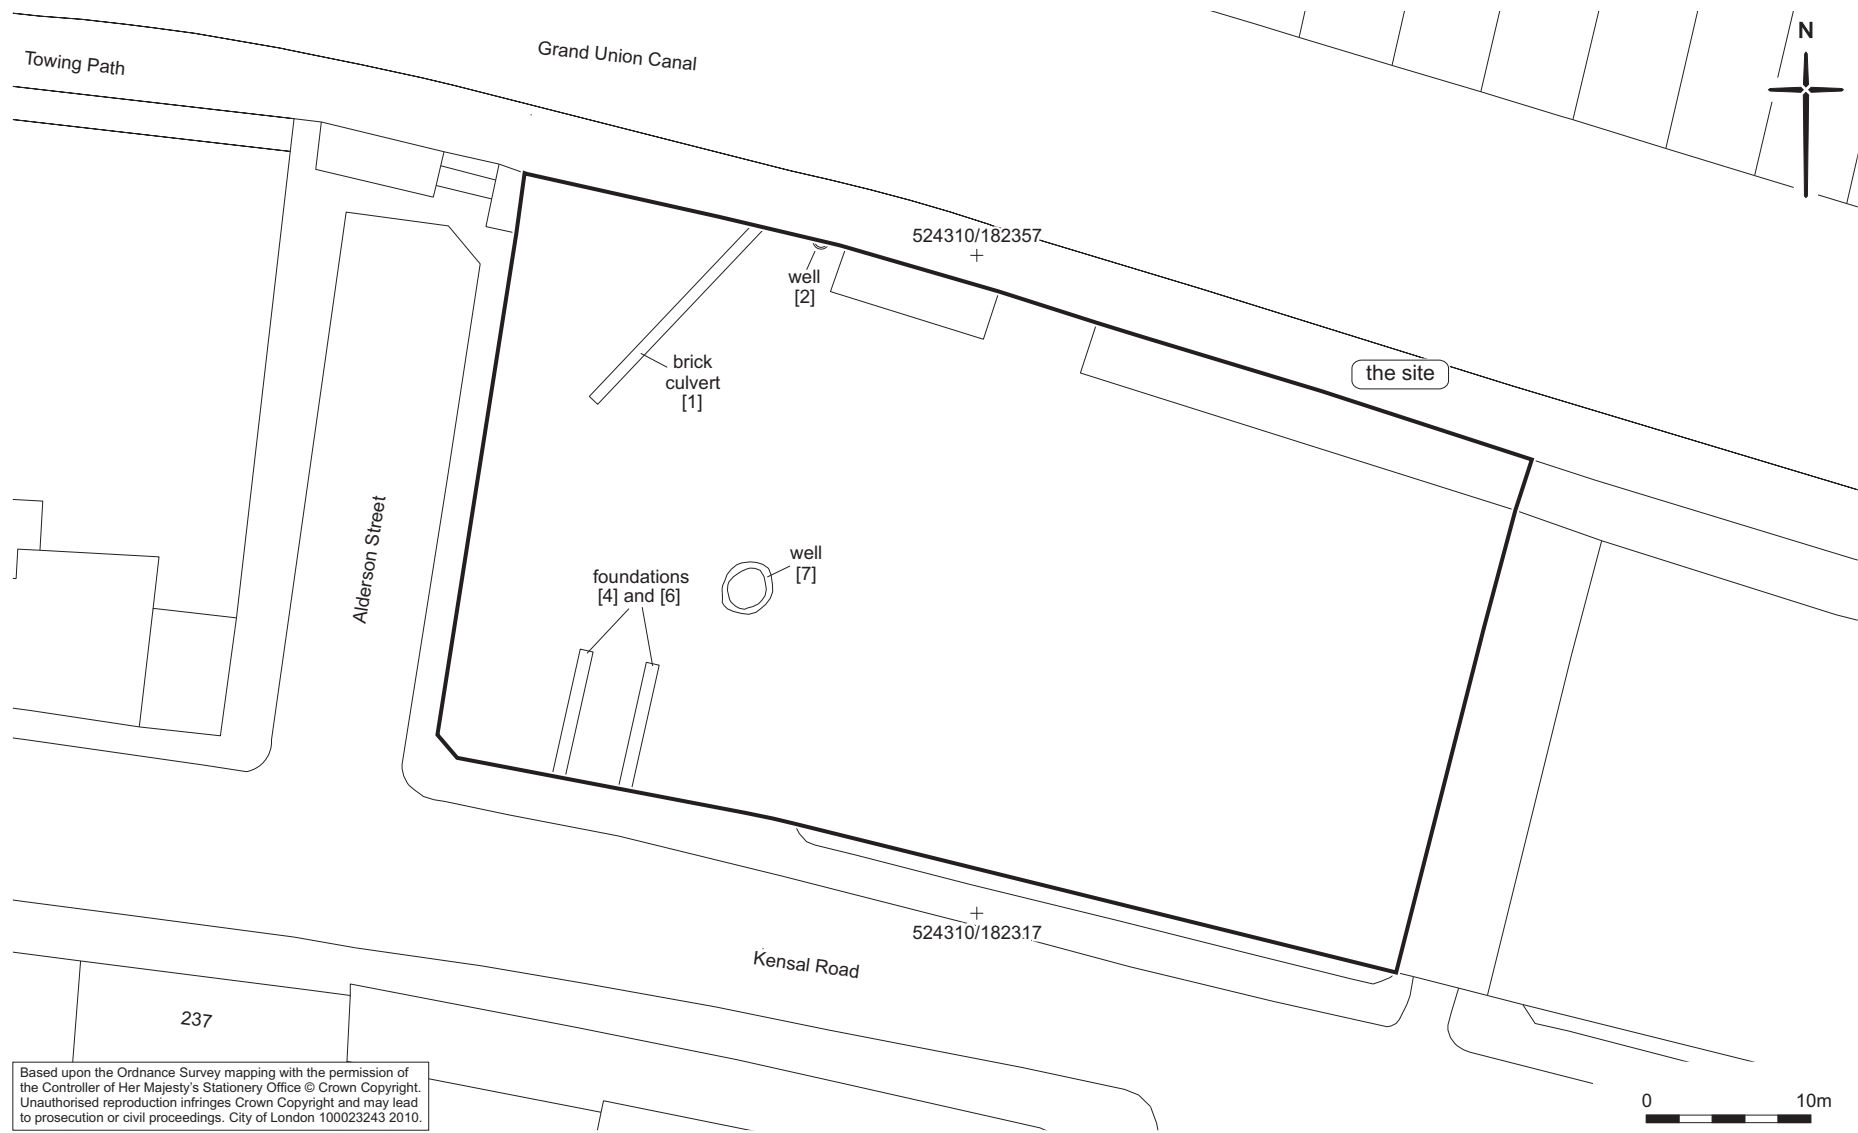 Grand Union Canal
Towing Path
N
524310/182357
well
[2]
brick
culvert
[1]
the site
Alderson Street
well
[7]
foundations
[4] and [6]
524310/182317
Kensal Road
237
Based upon the Ordnance Survey mapping with the permission of
the Controller of Her Majesty's Stationery Office © Crown Copyright.
Unauthorised reproduction infringes Crown Copyright and may lead
to prosecution or civil proceedings. City of London 100023243 2010.
0 10m